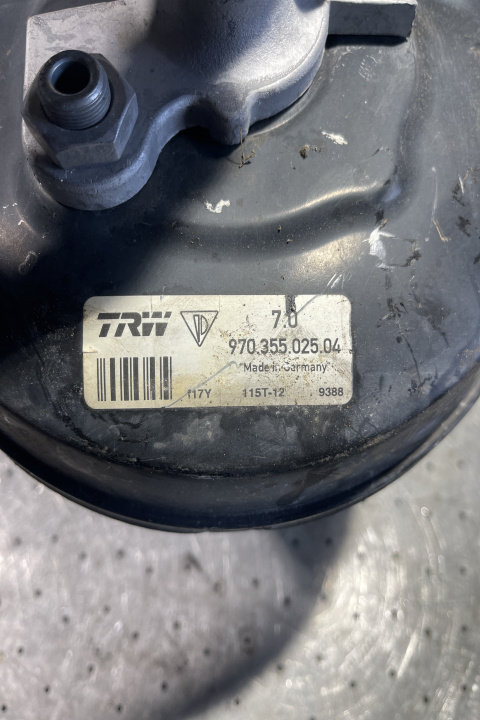 TRW 7.0
970.355.025.04
"Made in Germany"
117Y 115T-12 9388